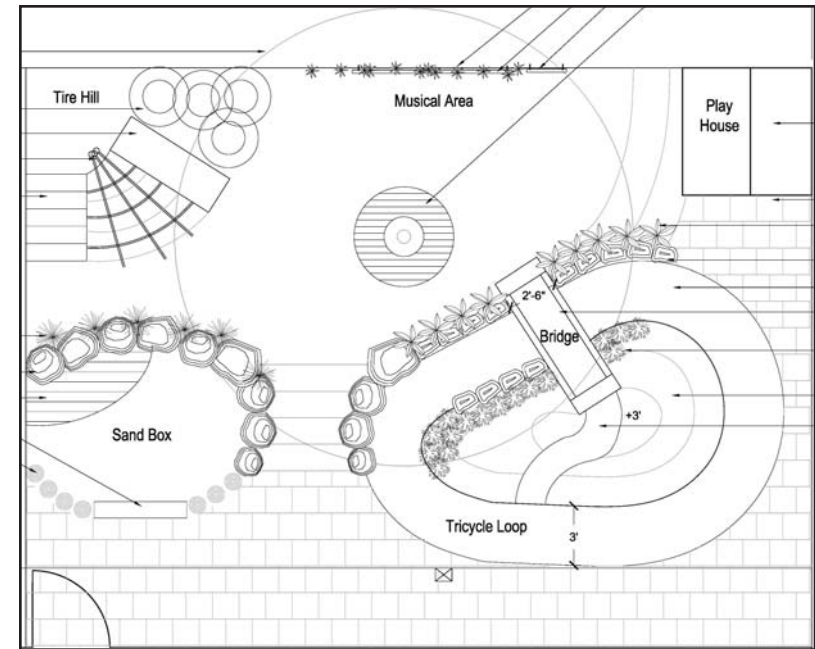 Tire Hill
Musical Area
Play
House
2'-6"
Bridge
+3'
Sand Box
Tricycle Loop
3'